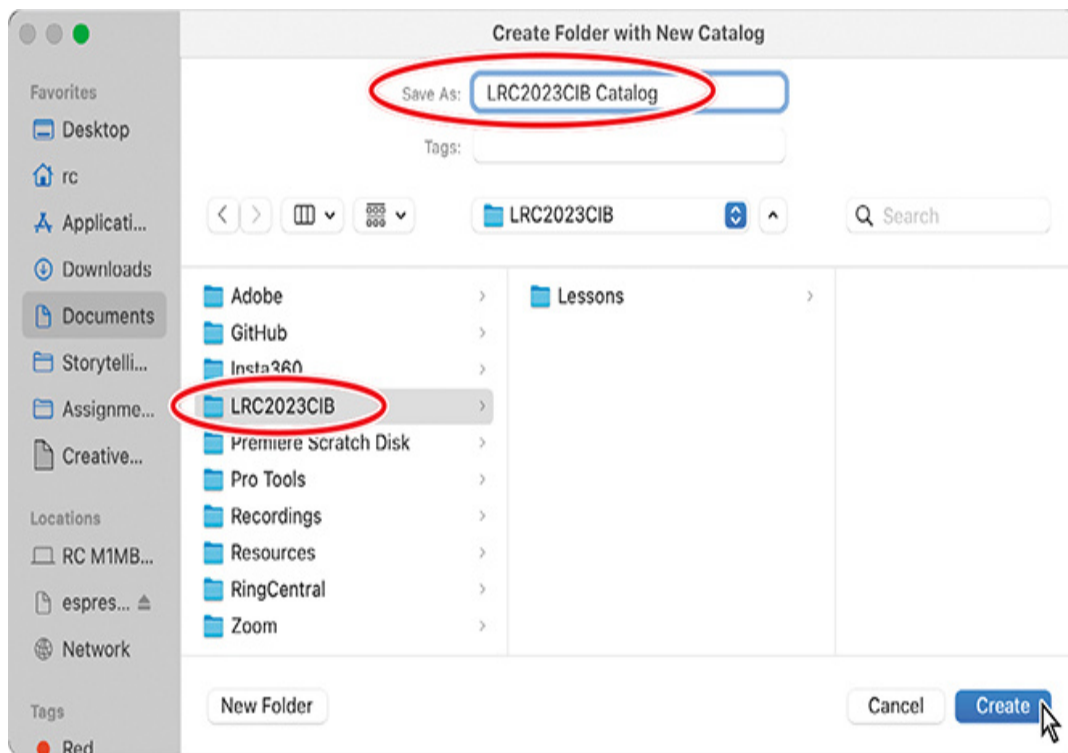 Create Folder with New Catalog
Save As: LRC2023CIB Catalog
Tags:
LRC2023CIB
Search
Favorites
Desktop
rc
Applicati...
Downloads
Documents
Storytelli...
Assignme...
Creative...
Locations
RC M1MB...
espres...
Network
Tags
Red
Adobe
GitHub
Insta360
LRC2023CIB
Premiere Scratch Disk
Pro Tools
Recordings
Resources
RingCentral
Zoom
Lessons
New Folder
Cancel
Create